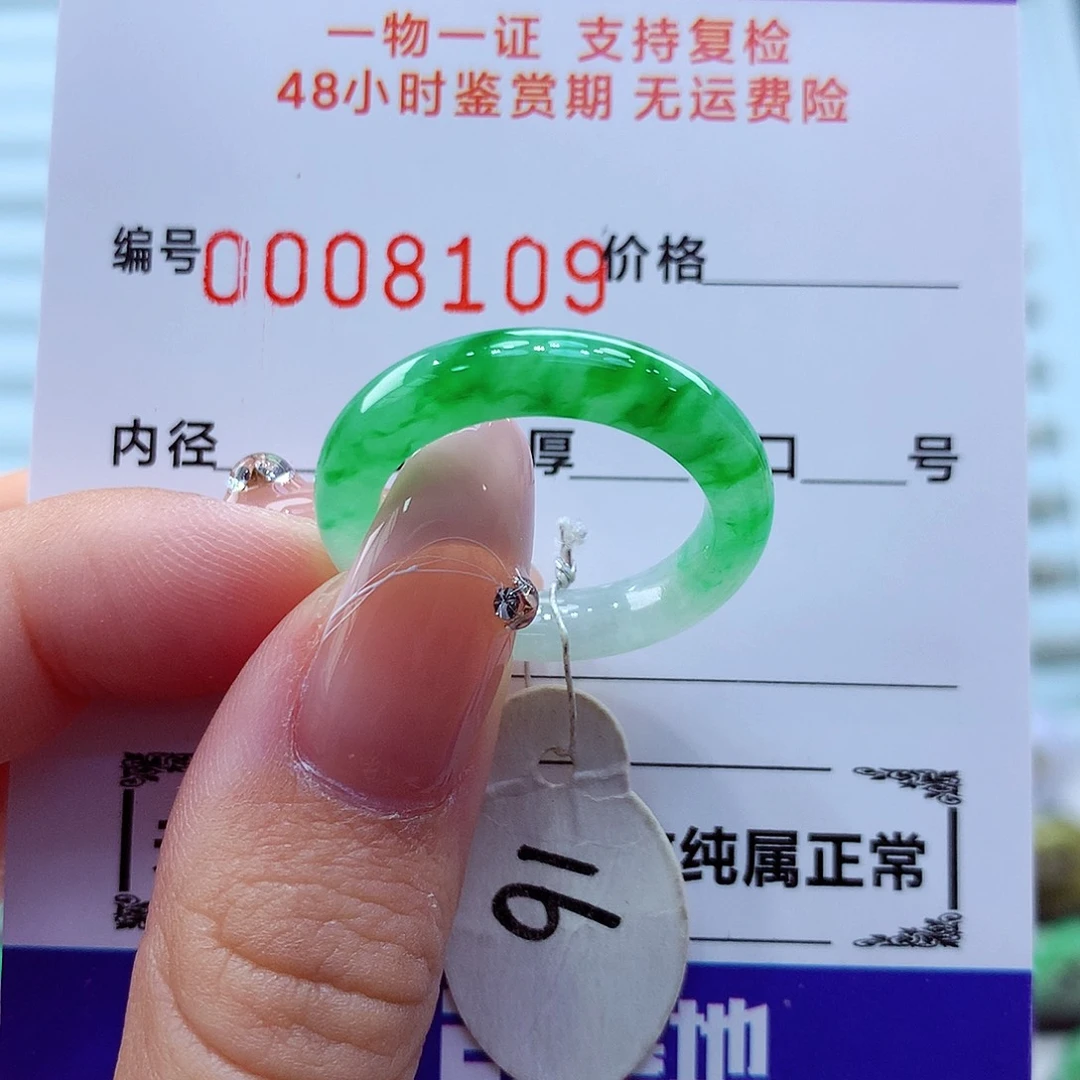 一物一证 支持复检
48小时鉴赏期 无运费险
编号0008109价格
内径 厚 口 号
纯属正常
16
地